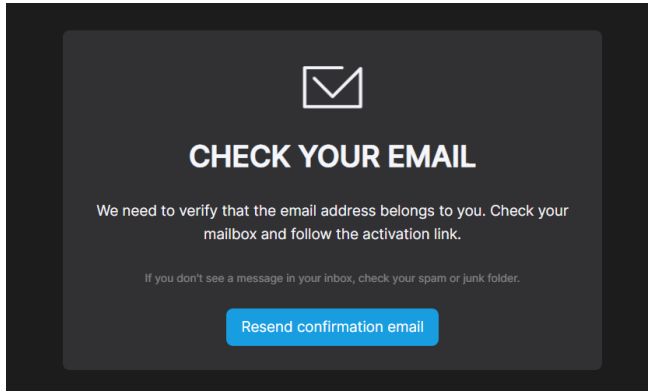 CHECK YOUR EMAIL
We need to verify that the email address belongs to you. Check your
mailbox and follow the activation link.
If you don't see a message in your inbox, check your spam or junk folder.
Resend confirmation email